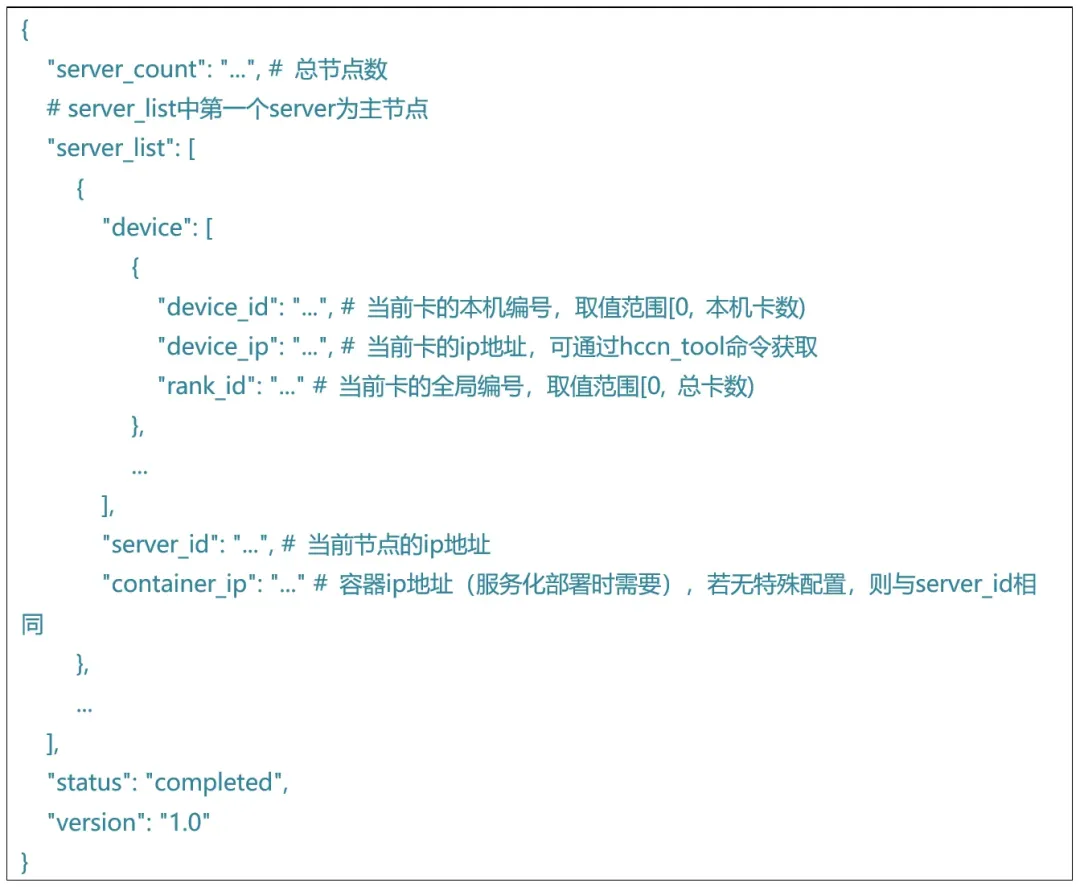 {
"server_count": "...", # 总节点数
# server_list中第一个server为主节点
"server_list": [
{
"device": [
{
"device_id": "...", # 当前卡的本机编号，取值范围[0, 本机卡数)
"device_ip": "...", # 当前卡的ip地址，可通过hccn_tool命令获取
"rank_id": "..." # 当前卡的全局编号，取值范围[0, 总卡数)
},
...
],
"server_id": "...", # 当前节点的ip地址
"container_ip": "..." # 容器ip地址（服务化部署时需要），若无特殊配置，则与server_id相
同
},
...
],
"status": "completed",
"version": "1.0"
}